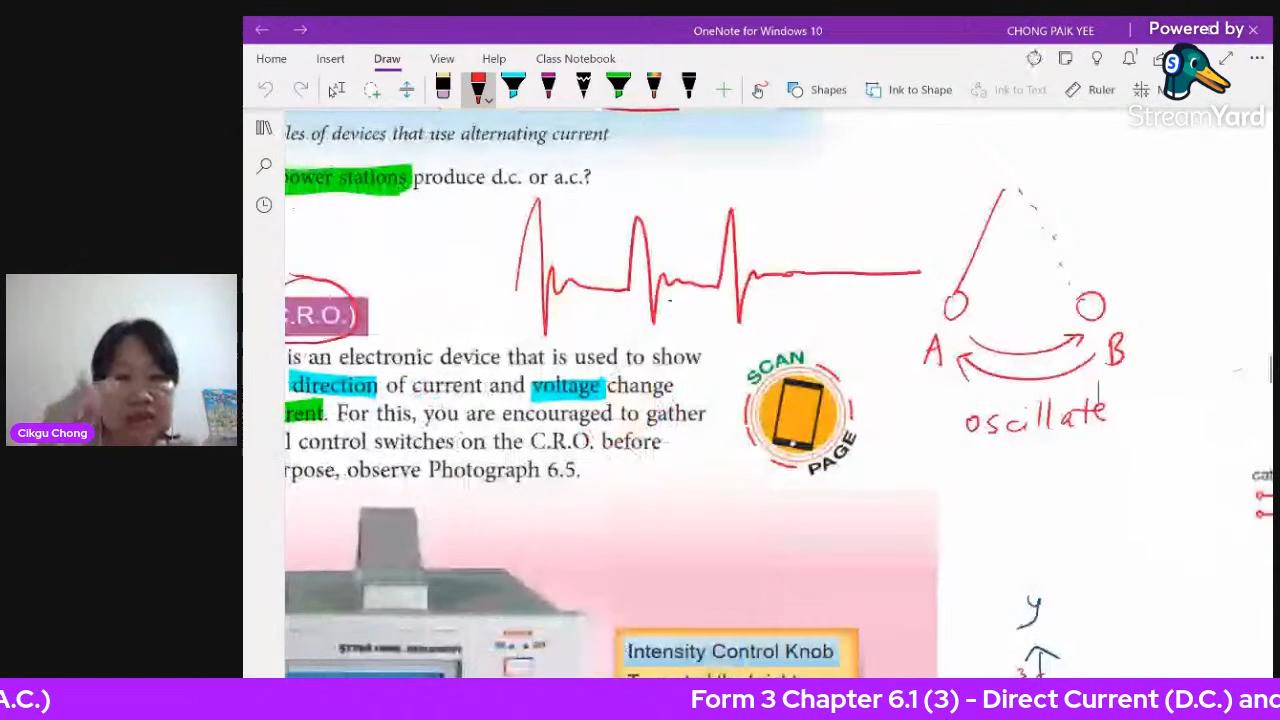 OneNote for Windows 10
CHONG PAIK YEE
Powered by
StreamYard
Home Insert Draw View Help Class Notebook
Shapes Ink to Shape Ink to Text Ruler
les of devices that use alternating current
power stations produce d.c. or a.c.?
C.R.O.)
is an electronic device that is used to show
direction of current and voltage change
rent. For this, you are encouraged to gather
l control switches on the C.R.O. before
rpose, observe Photograph 6.5.
SCAN
PAGE
A B
oscillate
Cikgu Chong
y
Intensity Control Knob
A.C.) Form 3 Chapter 6.1 (3) - Direct Current (D.C.) and